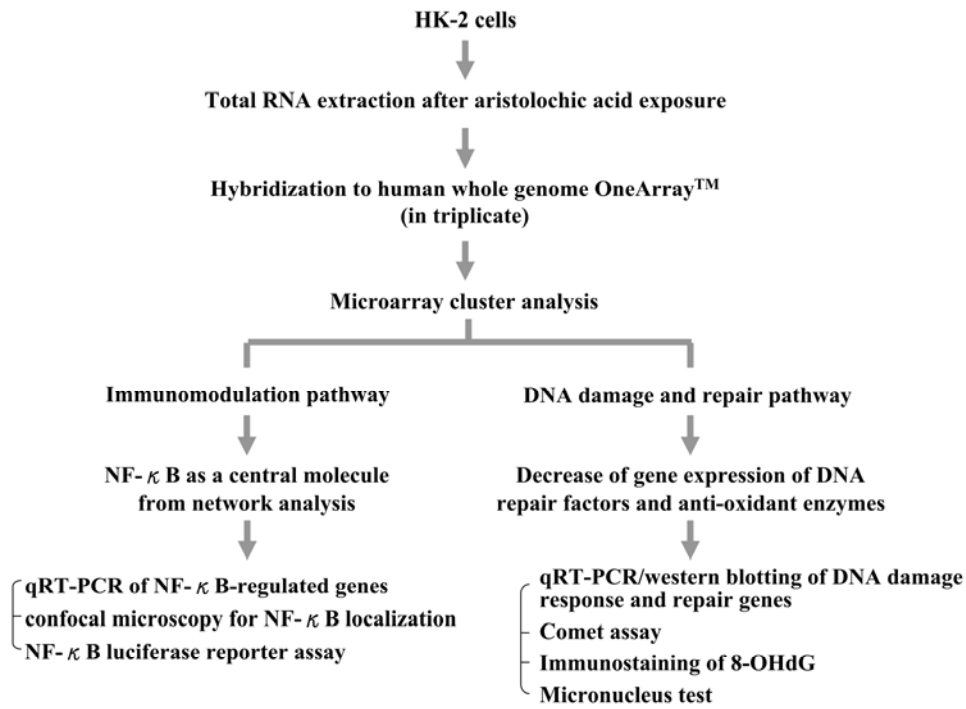 HK-2 cells
Total RNA extraction after aristolochic acid exposure
Hybridization to human whole genome OneArray™
(in triplicate)
Microarray cluster analysis
Immunomodulation pathway
NF-κB as a central molecule
from network analysis
qRT-PCR of NF-κB-regulated genes
confocal microscopy for NF-κB localization
NF-κB luciferase reporter assay
DNA damage and repair pathway
Decrease of gene expression of DNA
repair factors and anti-oxidant enzymes
qRT-PCR/western blotting of DNA damage
response and repair genes
Comet assay
Immunostaining of 8-OHdG
Micronucleus test